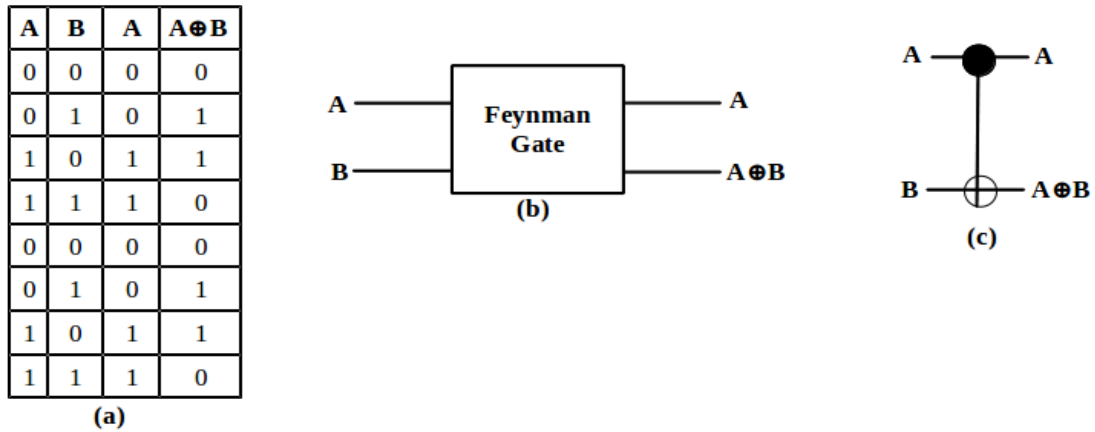 A B A A⊕B
0 0 0 0
0 1 0 1
1 0 1 1
1 1 1 0
0 0 0 0
0 1 0 1
1 0 1 1
1 1 1 0
(a)
A Feynman A
Gate
B A⊕B
(b)
A A
B A⊕B
(c)